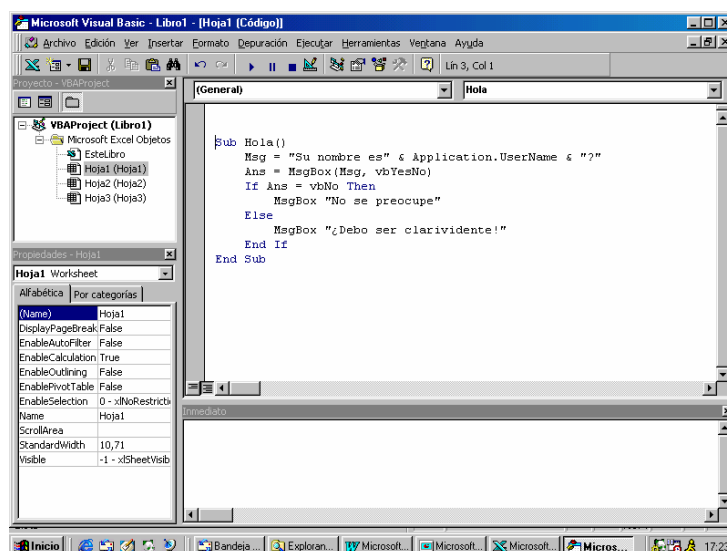 Microsoft Visual Basic - Libro1 - [Hoja1 (Código)]
Archivo Edición Ver Insertar Formato Depuración Ejecutar Herramientas Ventana Ayuda
Lín 3, Col 1
Proyecto - VBAProject
VBAProject (Libro1)
Microsoft Excel Objetos
EsteLibro
Hoja1 (Hoja1)
Hoja2 (Hoja2)
Hoja3 (Hoja3)
Propiedades - Hoja1
Hoja1 Worksheet
Alfabética Por categorías
(Name) Hoja1
DisplayPageBreak False
EnableAutoFilter False
EnableCalculation True
EnableOutlining False
EnablePivotTable False
EnableSelection 0 - xlNoRestricti
Name Hoja1
ScrollArea
StandardWidth 10,71
Visible -1 - xlSheetVisib
(General) Hola
Sub Hola()
Msg = "Su nombre es" & Application.UserName & "?"
Ans = MsgBox(Msg, vbYesNo)
If Ans = vbNo Then
MsgBox "No se preocupe"
Else
MsgBox "¿Debo ser clarividente!"
End If
End Sub
Inmediato
Inicio Bandeja ... Exploran... Microsoft... Microsoft... Microsoft... Micros...